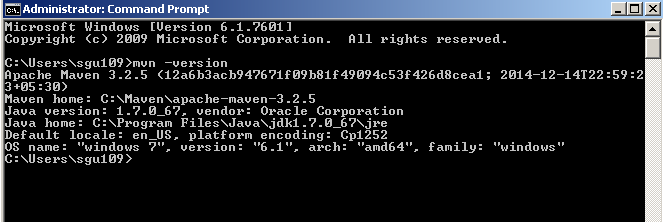 Administrator: Command Prompt
Microsoft Windows [Version 6.1.7601]
Copyright (c) 2009 Microsoft Corporation.  All rights reserved.
C:\Users\sgu109>mvn -version
Apache Maven 3.2.5 (12a6b3acb947671f09b81f49094c53f426d8cea1; 2014-12-14T22:59:2
3+05:30)
Maven home: C:\Maven\apache-maven-3.2.5
Java version: 1.7.0_67, vendor: Oracle Corporation
Java home: C:\Program Files\Java\jdk1.7.0_67\jre
Default locale: en_US, platform encoding: Cp1252
OS name: "windows 7", version: "6.1", arch: "amd64", family: "windows"
C:\Users\sgu109>